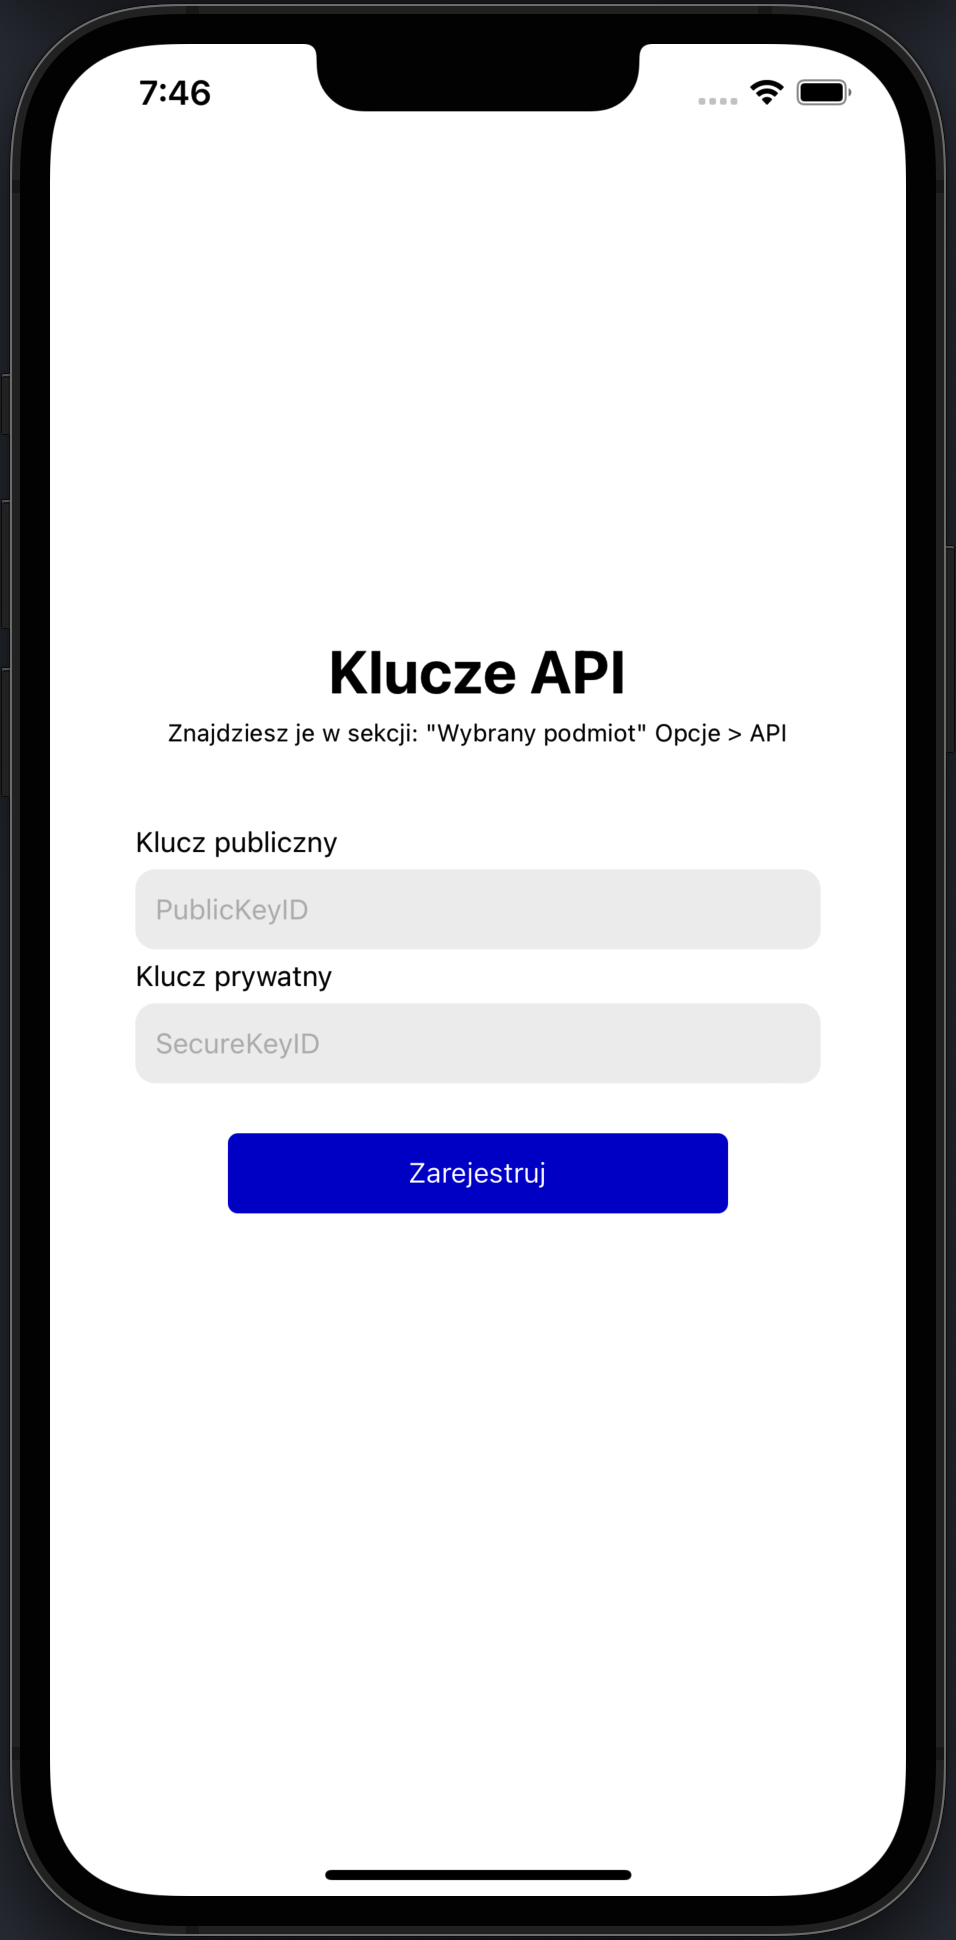 7:46
Klucze API
Znajdziesz je w sekcji: "Wybrany podmiot" Opcje > API
Klucz publiczny
PublicKeyID
Klucz prywatny
SecureKeyID
Zarejestruj